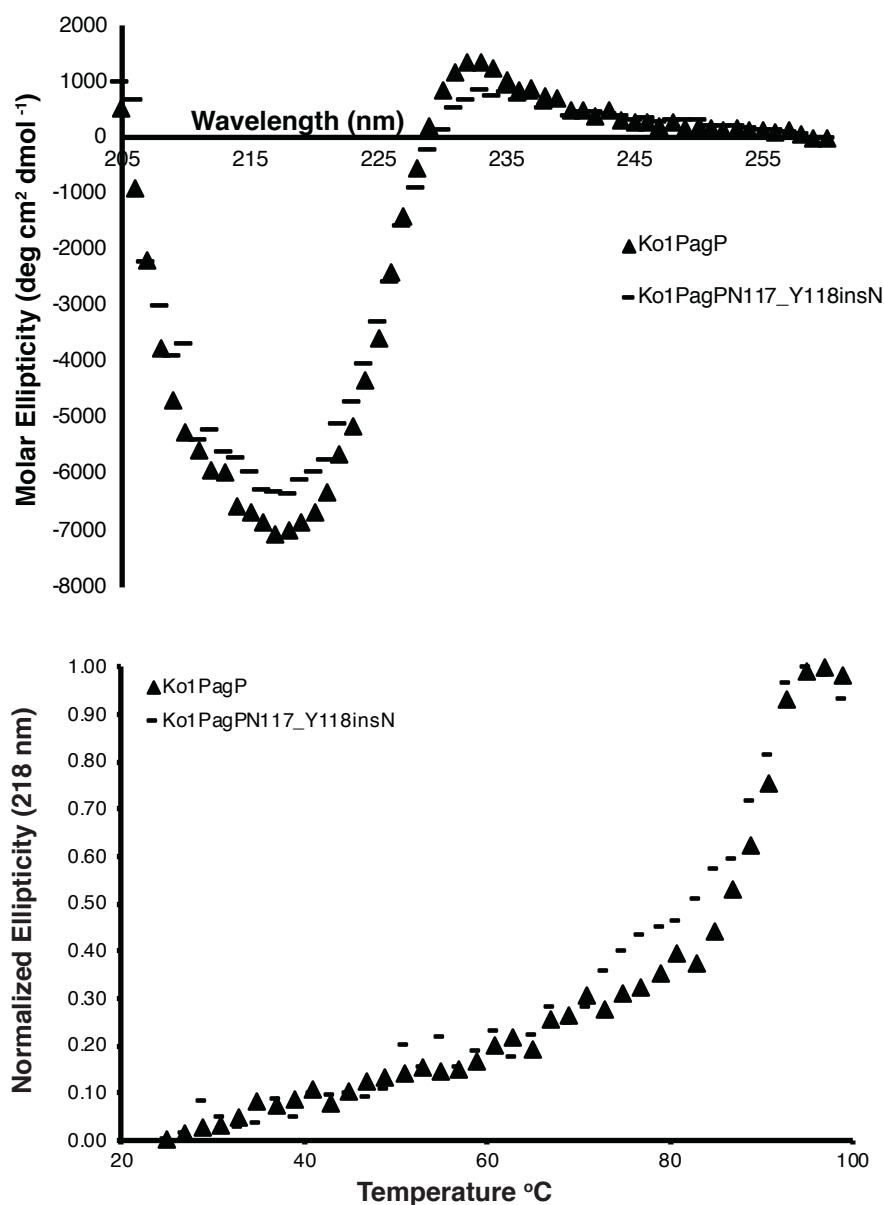 2000
1000
0
-1000
-2000
-3000
-4000
-5000
-6000
-7000
-8000
Molar Ellipticity (deg cm² dmol ⁻¹)
Wavelength (nm)
205 215 225 235 245 255
Ko1PagP
Ko1PagPN117_Y118insN
1.00
0.90
0.80
0.70
0.60
0.50
0.40
0.30
0.20
0.10
0.00
Normalized Ellipticity (218 nm)
Ko1PagP
Ko1PagPN117_Y118insN
20 40 60 80 100
Temperature ºC